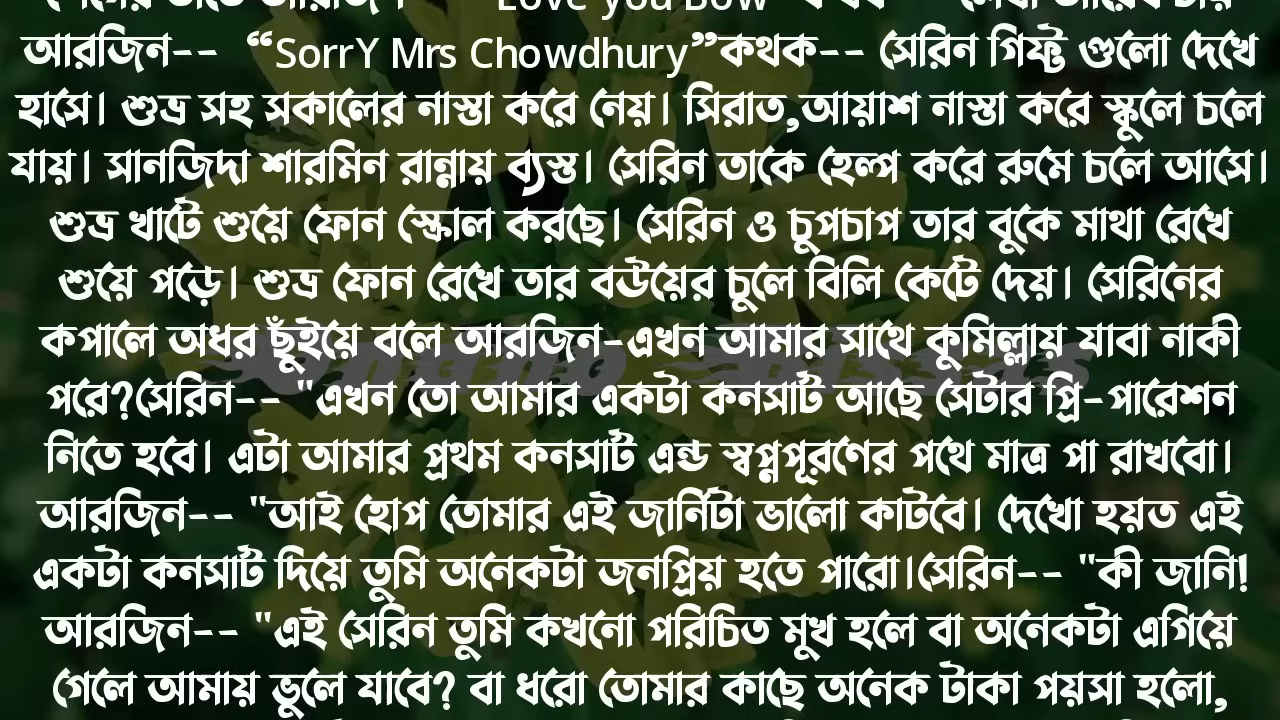 "Love you Bow"
আরজিন-- “SorrY Mrs Chowdhury”কথক-- সেরিন গিফ্ট গুলো দেখে
হাসে। শুভ্র সহ সকালের নাস্তা করে নেয়। সিরাত,আয়াশ নাস্তা করে স্কুলে চলে
যায়। সানজিদা শারমিন রান্নায় ব্যস্ত। সেরিন তাকে হেল্প করে রুমে চলে আসে।
শুভ্র খাটে শুয়ে ফোন স্ক্রোল করছে। সেরিন ও চুপচাপ তার বুকে মাথা রেখে
শুয়ে পড়ে। শুভ্র ফোন রেখে তার বউয়ের চুলে বিলি কেটে দেয়। সেরিনের
কপালে অধর ছুঁইয়ে বলে আরজিন-এখন আমার সাথে কুমিল্লায় যাবা নাকী
পরে?সেরিন-- "এখন তো আমার একটা কনসার্ট আছে সেটার প্রি-পারেশন
নিতে হবে। এটা আমার প্রথম কনসার্ট এন্ড স্বপ্নপূরণের পথে মাত্র পা রাখবো।
আরজিন-- "আই হোপ তোমার এই জার্নিটা ভালো কাটবে। দেখো হয়ত এই
একটা কনসার্ট দিয়ে তুমি অনেকটা জনপ্রিয় হতে পারো।সেরিন-- "কী জানি!
আরজিন-- "এই সেরিন তুমি কখনো পরিচিত মুখ হলে বা অনেকটা এগিয়ে
গেলে আমায় ভুলে যাবে? বা ধরো তোমার কাছে অনেক টাকা পয়সা হলো,